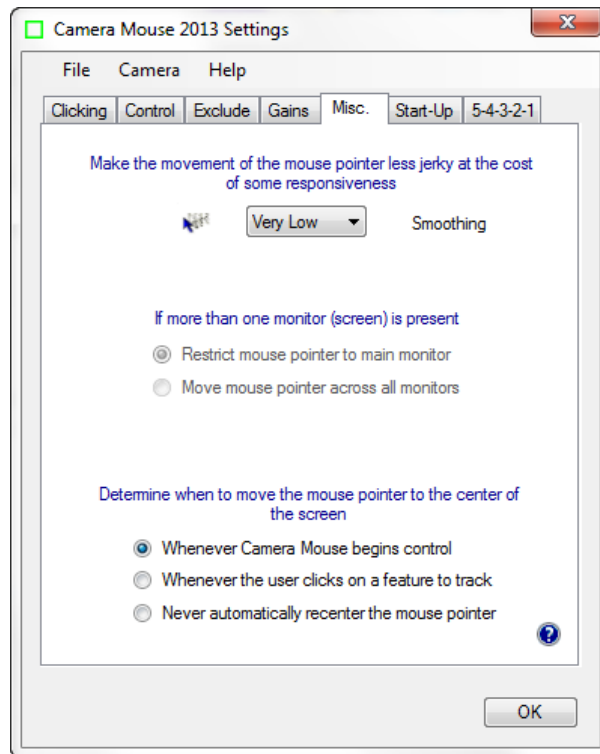 Camera Mouse 2013 Settings
X
File Camera Help
Clicking Control Exclude Gains Misc. Start-Up 5-4-3-2-1
Make the movement of the mouse pointer less jerky at the cost
of some responsiveness
Very Low Smoothing
If more than one monitor (screen) is present
Restrict mouse pointer to main monitor
Move mouse pointer across all monitors
Determine when to move the mouse pointer to the center of
the screen
Whenever Camera Mouse begins control
Whenever the user clicks on a feature to track
Never automatically recenter the mouse pointer
?
OK